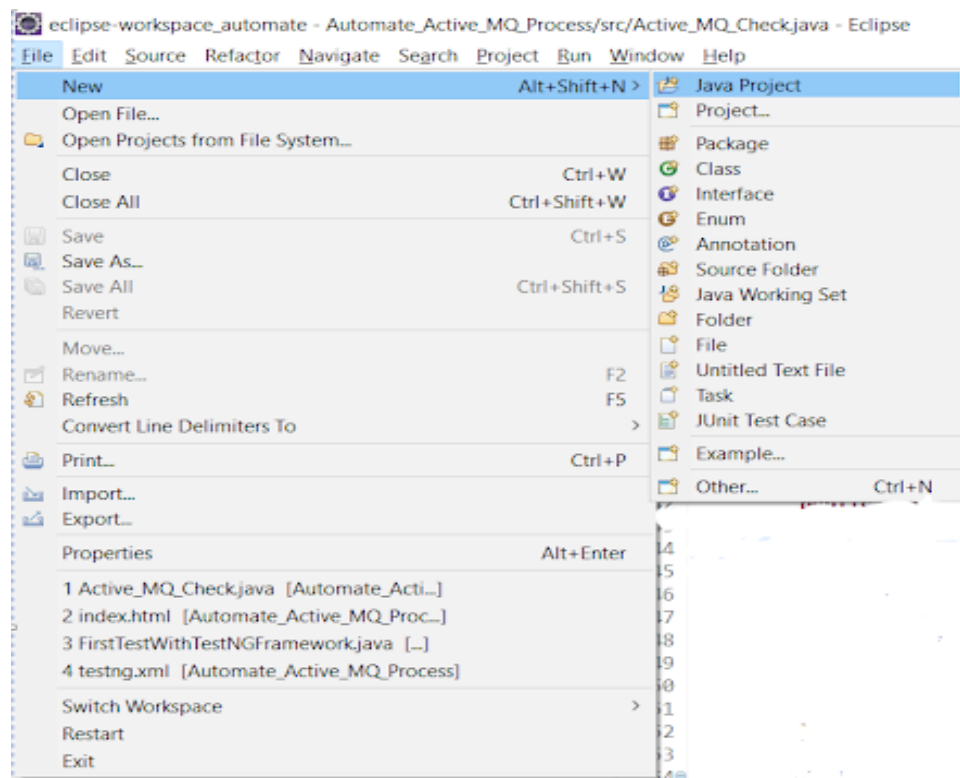 eclipse-workspace_automate - Automate_Active_MQ_Process/src/Active_MQ_Check.java - Eclipse
File Edit Source Refactor Navigate Search Project Run Window Help
New Alt+Shift+N >
Open File...
Open Projects from File System...
Close Ctrl+W
Close All Ctrl+Shift+W
Save Ctrl+S
Save As...
Save All Ctrl+Shift+S
Revert
Move...
Rename... F2
Refresh F5
Convert Line Delimiters To >
Print... Ctrl+P
Import...
Export...
Properties Alt+Enter
1 Active_MQ_Check.java [Automate_Acti...]
2 index.html [Automate_Active_MQ_Proc...]
3 FirstTestWithTestNGFramework.java [...]
4 testng.xml [Automate_Active_MQ_Process]
Switch Workspace >
Restart
Exit
Java Project
Project...
Package
Class
Interface
Enum
Annotation
Source Folder
Java Working Set
Folder
File
Untitled Text File
Task
JUnit Test Case
Example...
Other... Ctrl+N